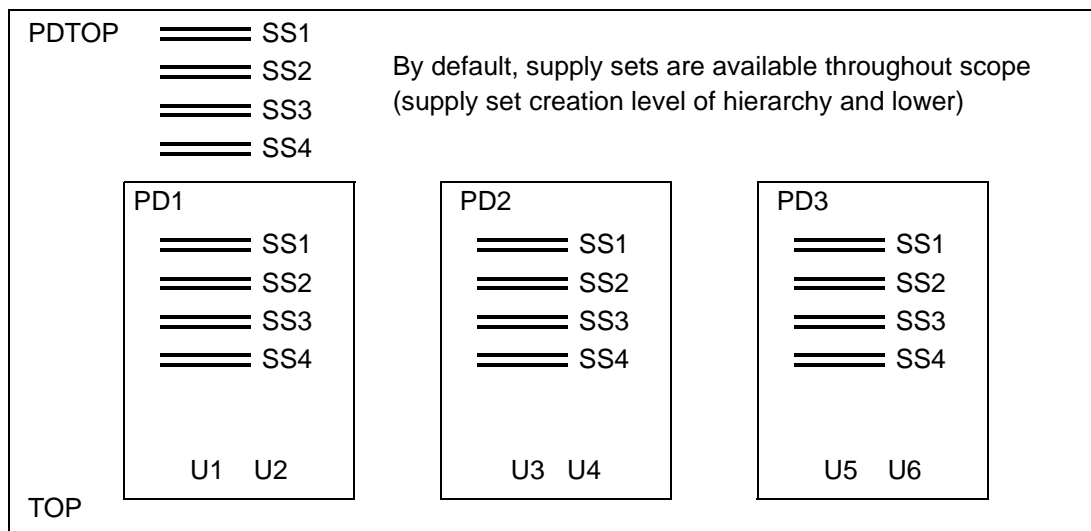 PDTOP SS1
SS2
SS3
SS4
By default, supply sets are available throughout scope
(supply set creation level of hierarchy and lower)
PD1
SS1
SS2
SS3
SS4
U1 U2
PD2
SS1
SS2
SS3
SS4
U3 U4
PD3
SS1
SS2
SS3
SS4
U5 U6
TOP